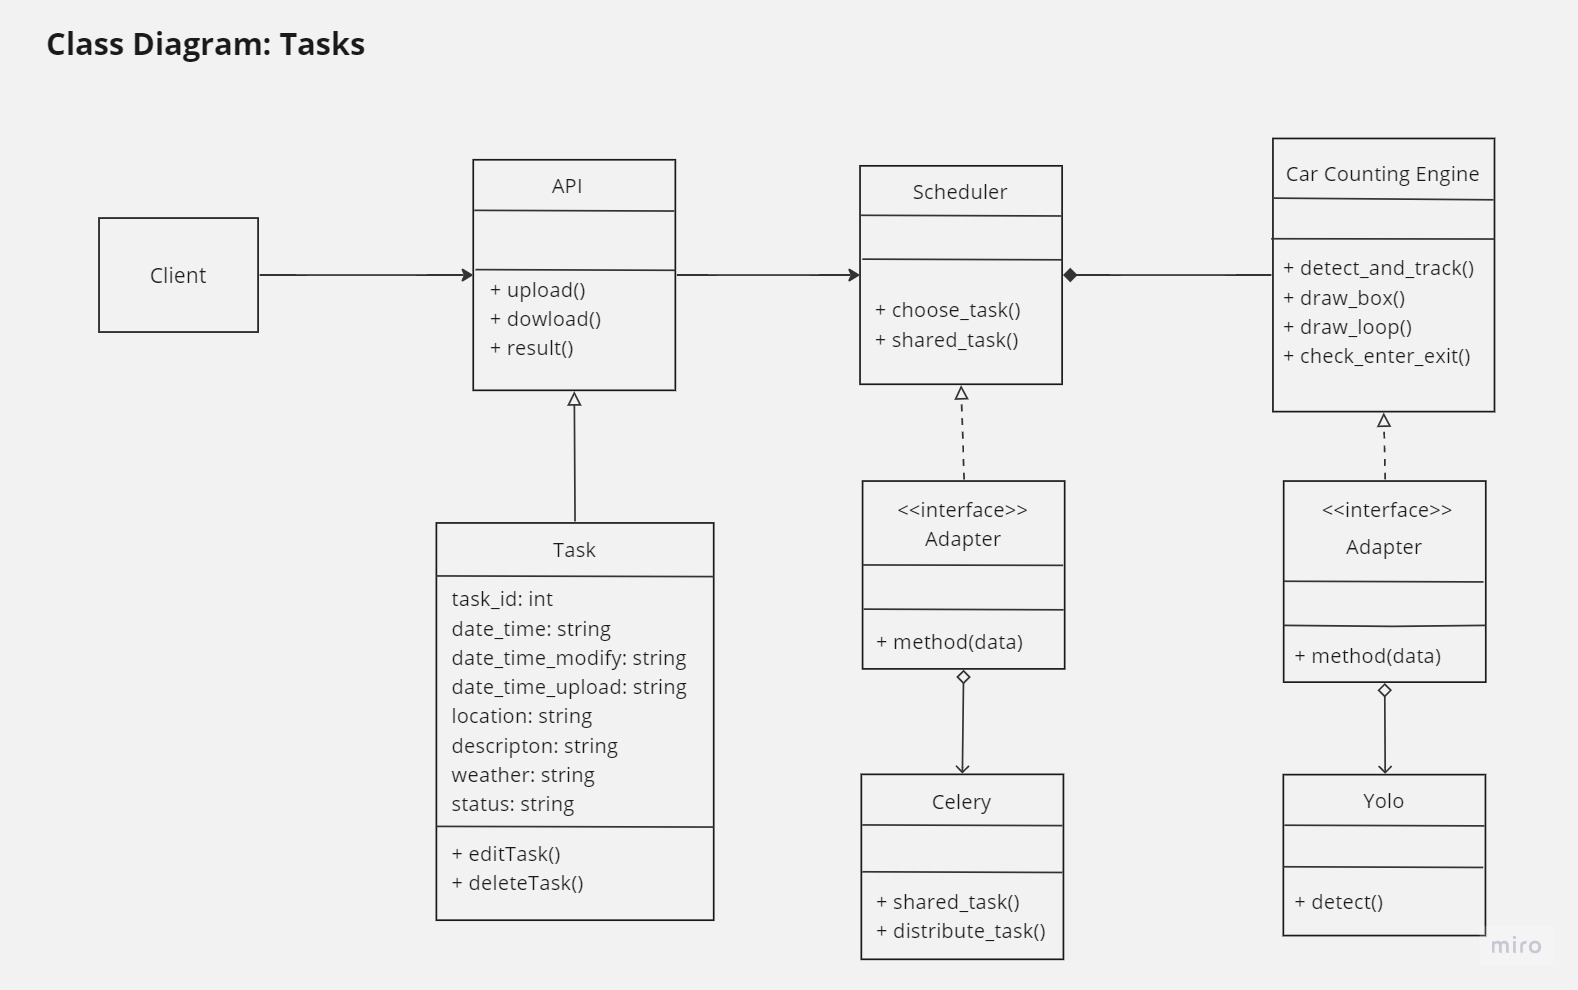 Class Diagram: Tasks
Client
API
+ upload()
+ dowload()
+ result()
Scheduler
+ choose_task()
+ shared_task()
Car Counting Engine
+ detect_and_track()
+ draw_box()
+ draw_loop()
+ check_enter_exit()
Task
task_id: int
date_time: string
date_time_modify: string
date_time_upload: string
location: string
descripton: string
weather: string
status: string
+ editTask()
+ deleteTask()
<<interface>>
Adapter
+ method(data)
<<interface>>
Adapter
+ method(data)
Celery
+ shared_task()
+ distribute_task()
Yolo
+ detect()
miro